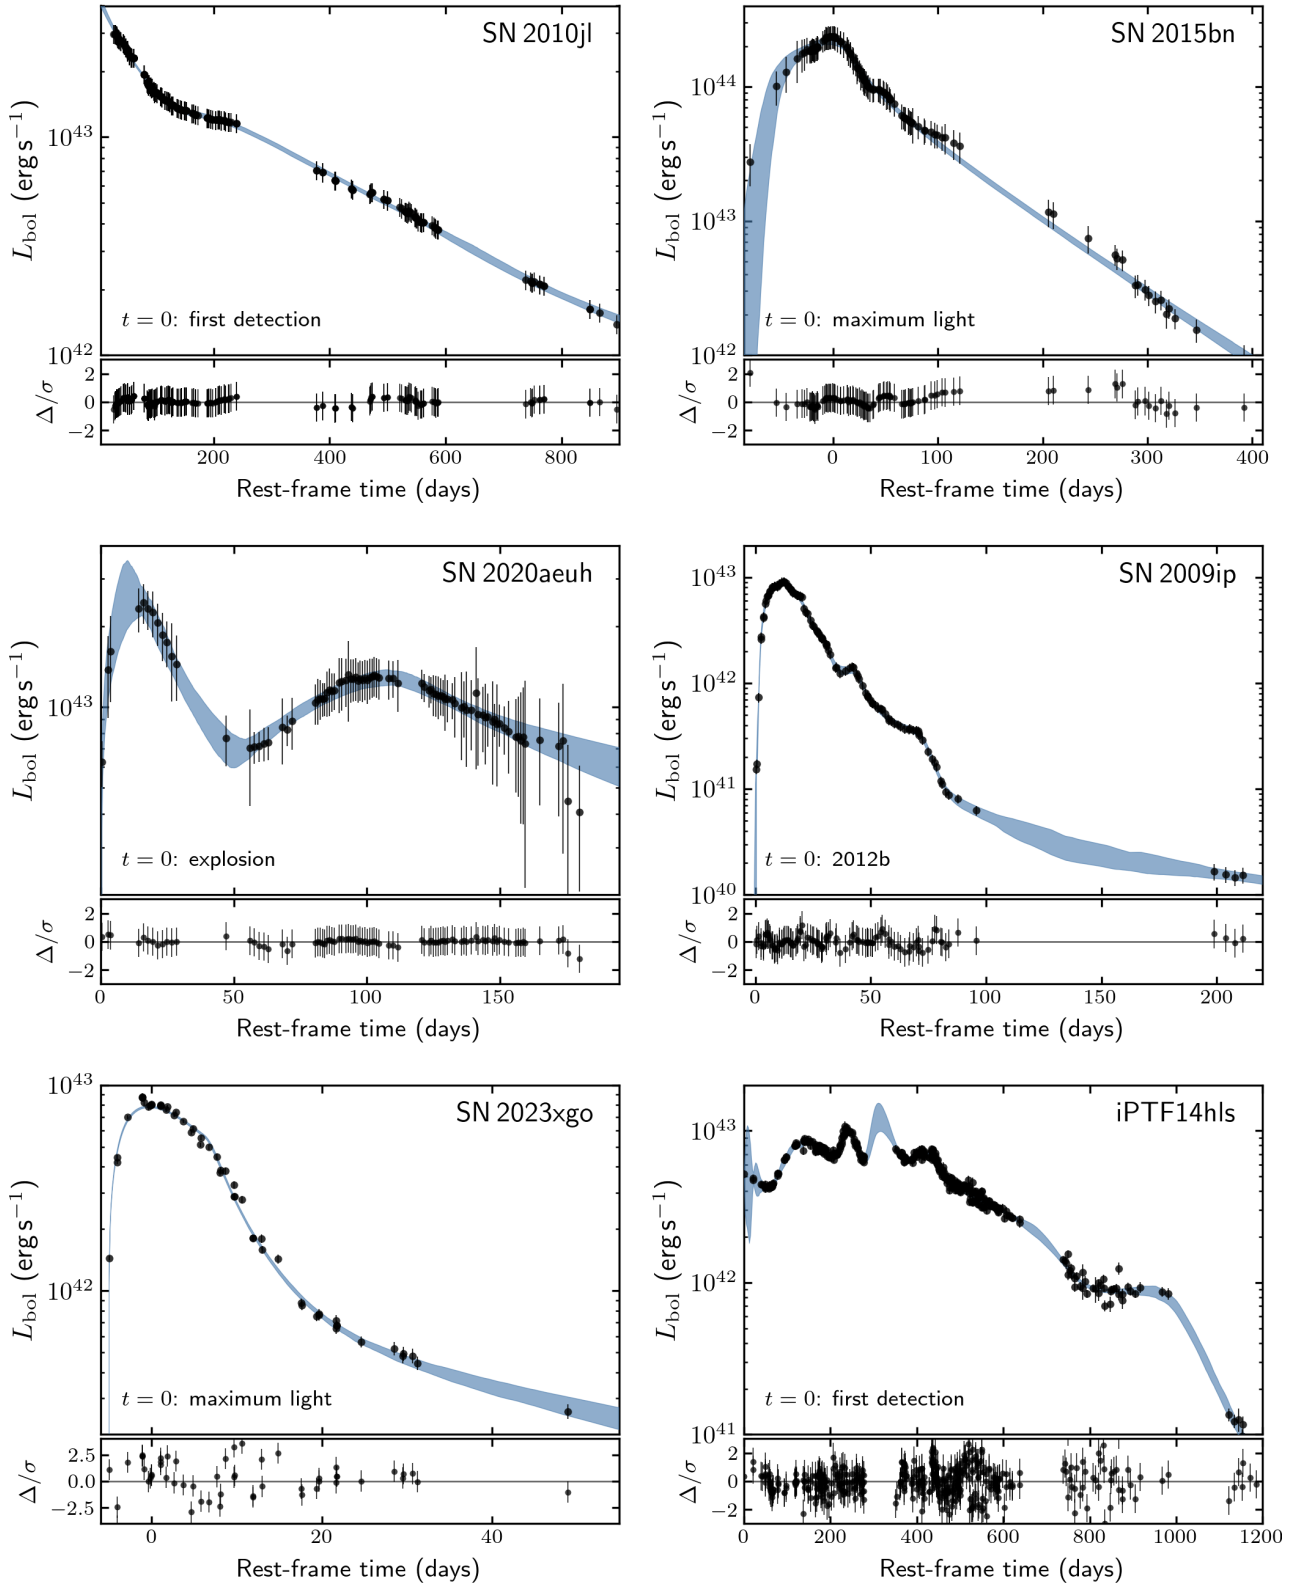 SN 2010jl
10^43
10^42
L_bol (erg s^−1)
t = 0: first detection
2
0
−2
Δ/σ
200 400 600 800
Rest-frame time (days)
SN 2015bn
10^44
10^43
10^42
L_bol (erg s^−1)
t = 0: maximum light
2
0
−2
Δ/σ
0 100 200 300 400
Rest-frame time (days)
SN 2020aeuh
10^43
L_bol (erg s^−1)
t = 0: explosion
2
0
−2
Δ/σ
0 50 100 150
Rest-frame time (days)
SN 2009ip
10^43
10^42
10^41
10^40
L_bol (erg s^−1)
t = 0: 2012b
2
0
−2
Δ/σ
0 50 100 150 200
Rest-frame time (days)
SN 2023xgo
10^43
10^42
L_bol (erg s^−1)
t = 0: maximum light
2.5
0.0
−2.5
Δ/σ
0 20 40
Rest-frame time (days)
iPTF14hls
10^43
10^42
10^41
L_bol (erg s^−1)
t = 0: first detection
2
0
−2
Δ/σ
0 200 400 600 800 1000 1200
Rest-frame time (days)